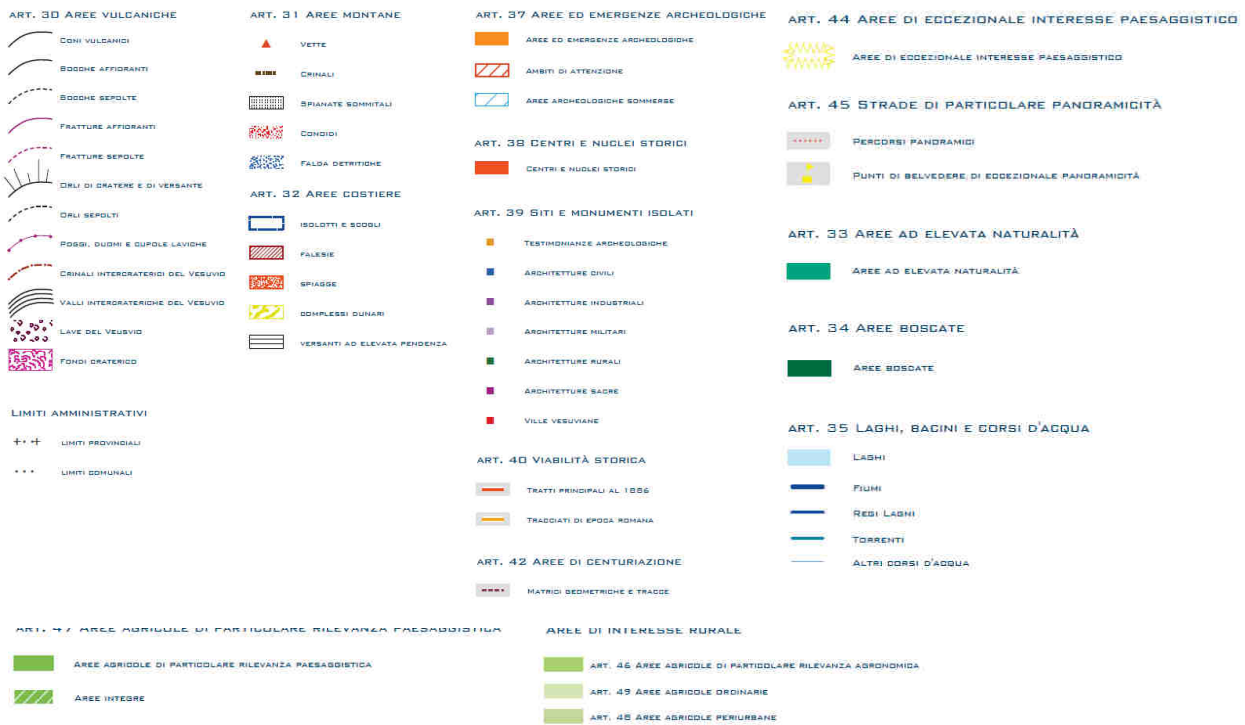 ART. 30 AREE VULCANICHE
CONI VULCANICI
BOCCHE AFFIORANTI
BOCCHE SEPOLTE
FRATTURE AFFIORANTI
FRATTURE SEPOLTE
ORLI DI CRATERE E DI VERSANTE
ORLI SEPOLTI
POGGI, DUOMI E CUPOLE LAVICHE
CRINALI INTERCRATERICI DEL VESUVIO
VALLI INTERCRATERICHE DEL VESUVIO
LAVE DEL VEUSVIO
FONDI CRATERICO
LIMITI AMMINISTRATIVI
LIMITI PROVINCIALI
LIMITI COMUNALI
ART. 31 AREE MONTANE
VETTE
CRINALI
SPIANATE SOMMITALI
CONOIDI
FALDA DETRITICHE
ART. 32 AREE COSTIERE
ISOLOTTI E SCOGLI
FALESIE
SPIAGGE
COMPLESSI DUNARI
VERSANTI AD ELEVATA PENDENZA
ART. 37 AREE ED EMERGENZE ARCHEOLOGICHE
AREE ED EMERGENZE ARCHEOLOGICHE
AMBITI DI ATTENZIONE
AREE ARCHEOLOGICHE SOMMERSE
ART. 38 CENTRI E NUCLEI STORICI
CENTRI E NUCLEI STORICI
ART. 39 SITI E MONUMENTI ISOLATI
TESTIMONIANZE ARCHEOLOGICHE
ARCHITETTURE CIVILI
ARCHITETTURE INDUSTRIALI
ARCHITETTURE MILITARI
ARCHITETTURE RURALI
ARCHITETTURE SACRE
VILLE VESUVIANE
ART. 40 VIABILITÀ STORICA
TRATTI PRINCIPALI AL 1886
TRACCIATI DI EPOCA ROMANA
ART. 42 AREE DI CENTURIAZIONE
MATRICI GEOMETRICHE E TRACCE
ART. 44 AREE DI ECCEZIONALE INTERESSE PAESAGGISTICO
AREE DI ECCEZIONALE INTERESSE PAESAGGISTICO
ART. 45 STRADE DI PARTICOLARE PANORAMICITÀ
PERCORSI PANORAMICI
PUNTI DI BELVEDERE DI ECCEZIONALE PANORAMICITÀ
ART. 33 AREE AD ELEVATA NATURALITÀ
AREE AD ELEVATA NATURALITÀ
ART. 34 AREE BOSCATE
AREE BOSCATE
ART. 35 LAGHI, BACINI E CORSI D'ACQUA
LAGHI
FIUMI
REGI LAGNI
TORRENTI
ALTRI CORSI D'ACQUA
ART. 47 AREE AGRICOLE DI PARTICOLARE RILEVANZA PAESAGGISTICA
AREE AGRICOLE DI PARTICOLARE RILEVANZA PAESAGGISTICA
AREE INTEGRE
AREE DI INTERESSE RURALE
ART. 46 AREE AGRICOLE DI PARTICOLARE RILEVANZA AGRONOMICA
ART. 49 AREE AGRICOLE ORDINARIE
ART. 48 AREE AGRICOLE PERIURBANE